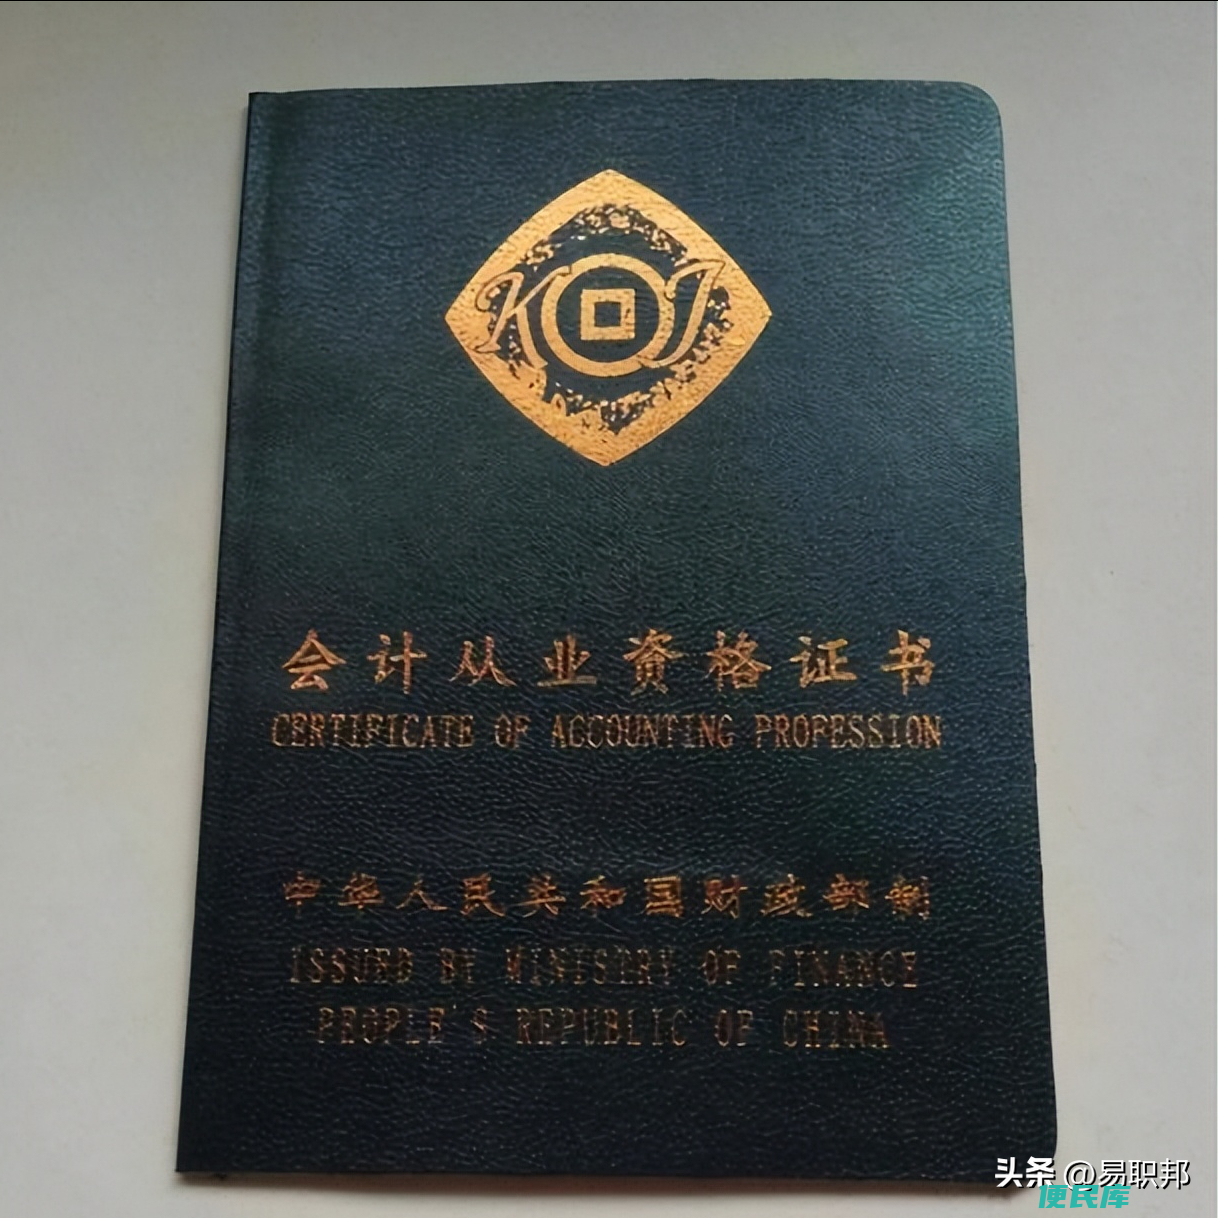 KJ
会计从业资格证书
CERTIFICATE OF ACCOUNTING PROFESSION
中华人民共和国财政部制
ISSUED BY MINISTRY OF FINANCE
PEOPLE'S REPUBLIC OF CHINA
头条 @易职邦
便民库